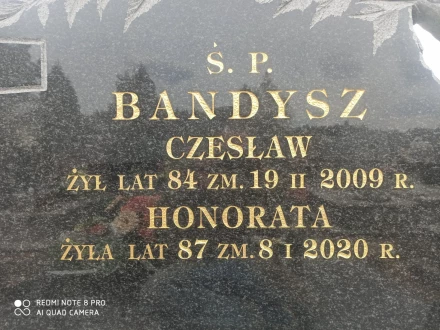 Ś. P.
BANDYSZ
CZESŁAW
ŻYŁ LAT 84 ZM. 19 II 2009 R.
HONORATA
ŻYŁA LAT 87 ZM. 8 I 2020 R.
REDMI NOTE 8 PRO
AI QUAD CAMERA